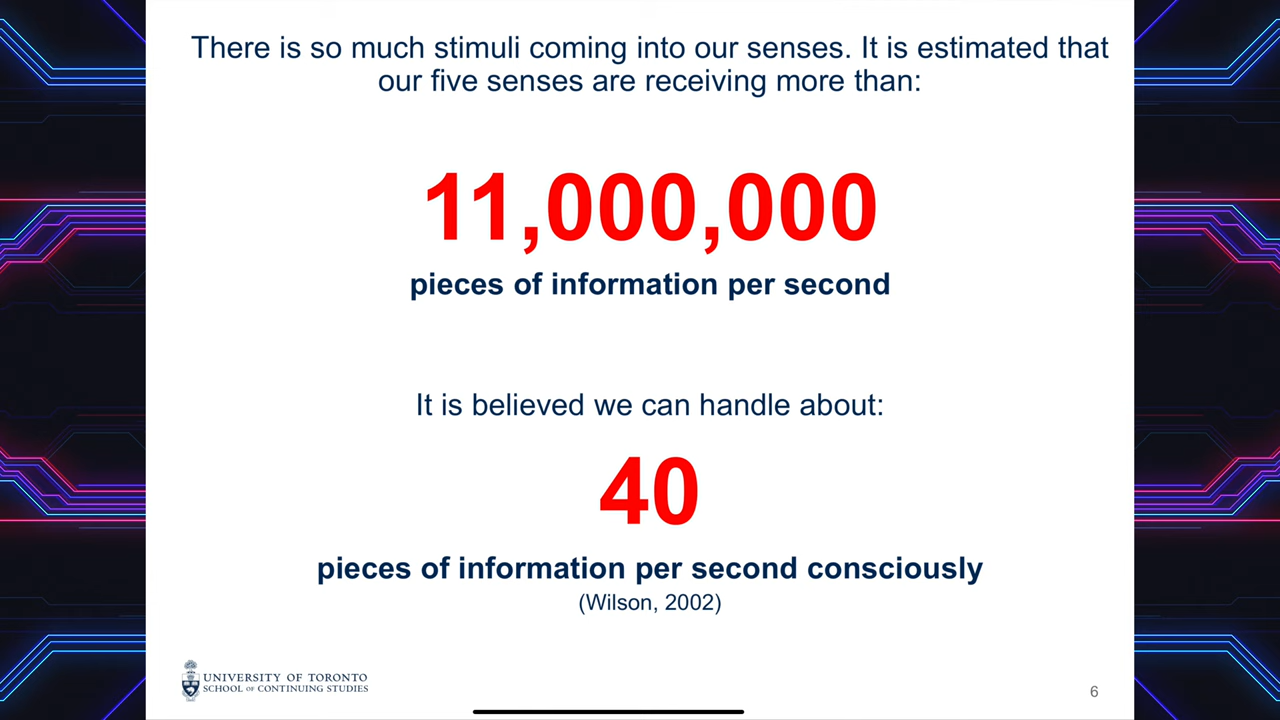 There is so much stimuli coming into our senses. It is estimated that
our five senses are receiving more than:
11,000,000
pieces of information per second
It is believed we can handle about:
40
pieces of information per second consciously
(Wilson, 2002)
UNIVERSITY OF TORONTO
SCHOOL OF CONTINUING STUDIES
6